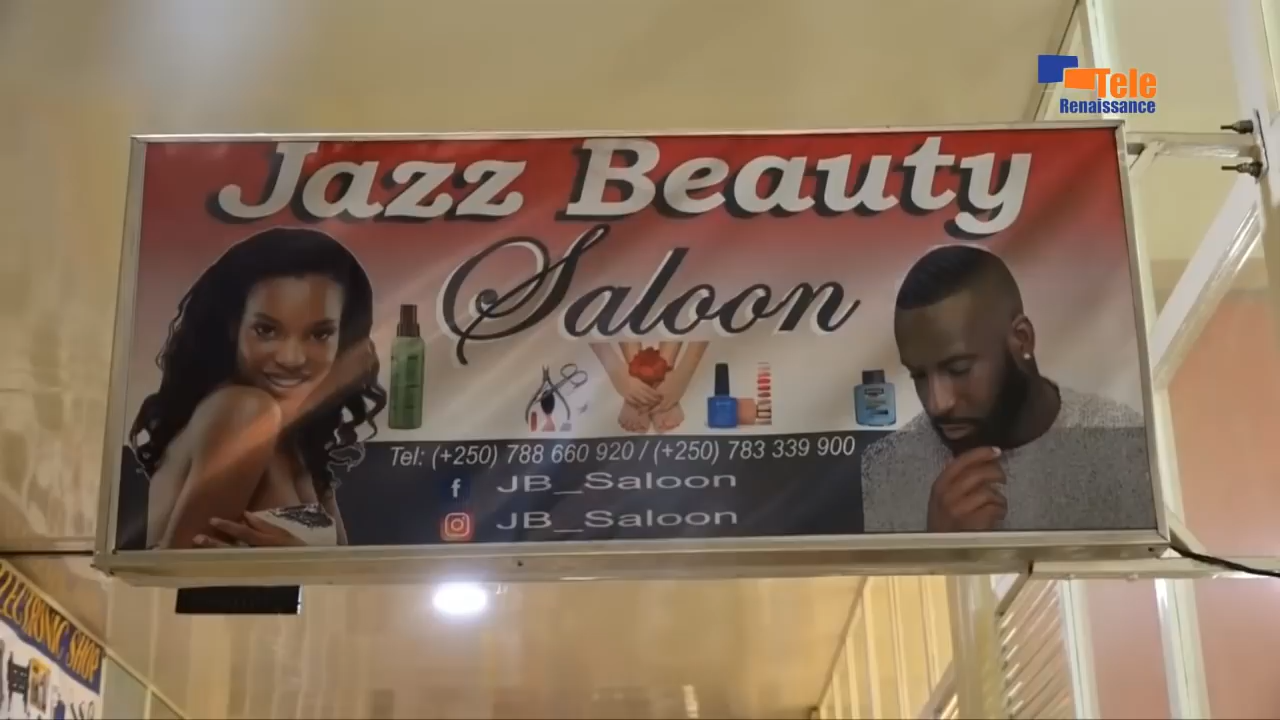 Tele
Renaissance
Jazz Beauty
Saloon
Tel: (+250) 788 660 920 / (+250) 783 339 900
f JB_Saloon
JB_Saloon
ELECTRONIC SHOP